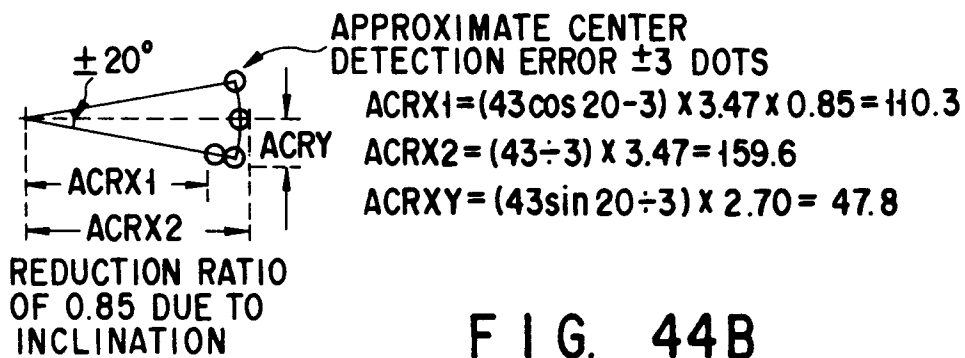 APPROXIMATE CENTER
DETECTION ERROR ±3 DOTS
±20°
ACRX1=(43cos 20-3) X 3.47 X 0.85 = 110.3
ACRY
ACRX2=(43÷3) X 3.47=159.6
ACRX1
ACRXY=(43sin 20÷3) X 2.70= 47.8
ACRX2
REDUCTION RATIO
OF 0.85 DUE TO
INCLINATION
FIG. 44B